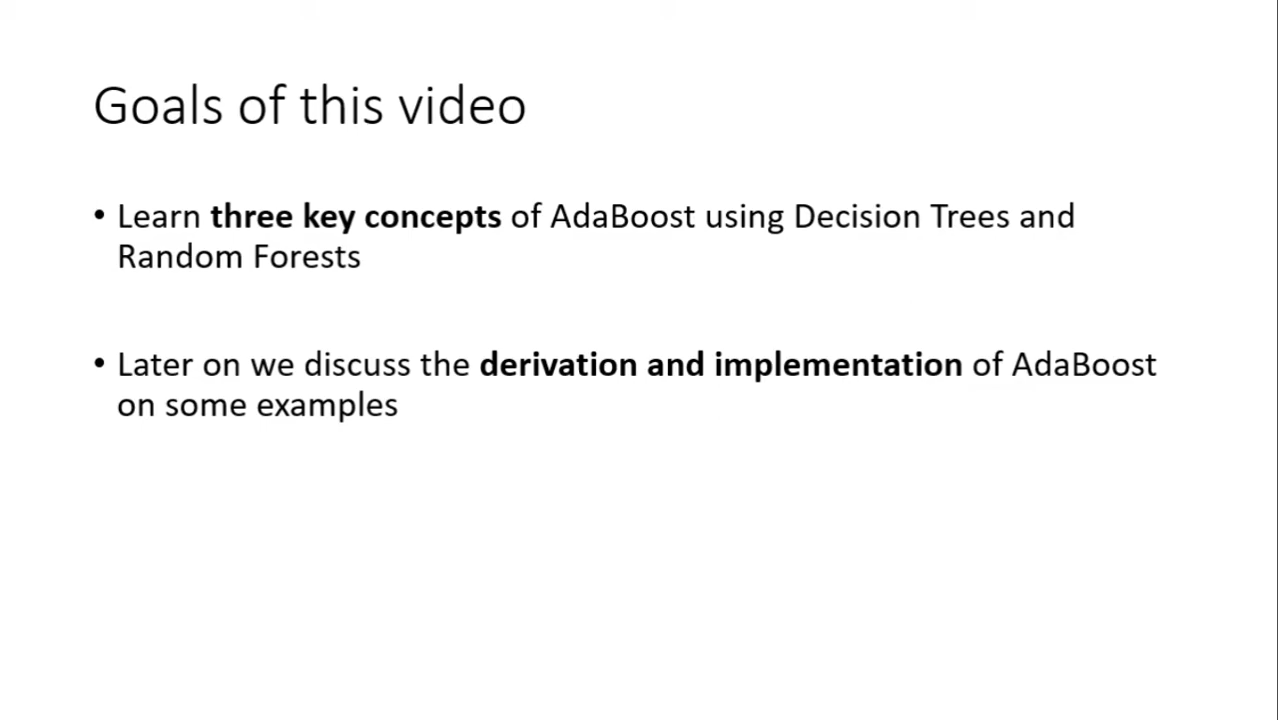 Goals of this video
• Learn three key concepts of AdaBoost using Decision Trees and
Random Forests
• Later on we discuss the derivation and implementation of AdaBoost
on some examples